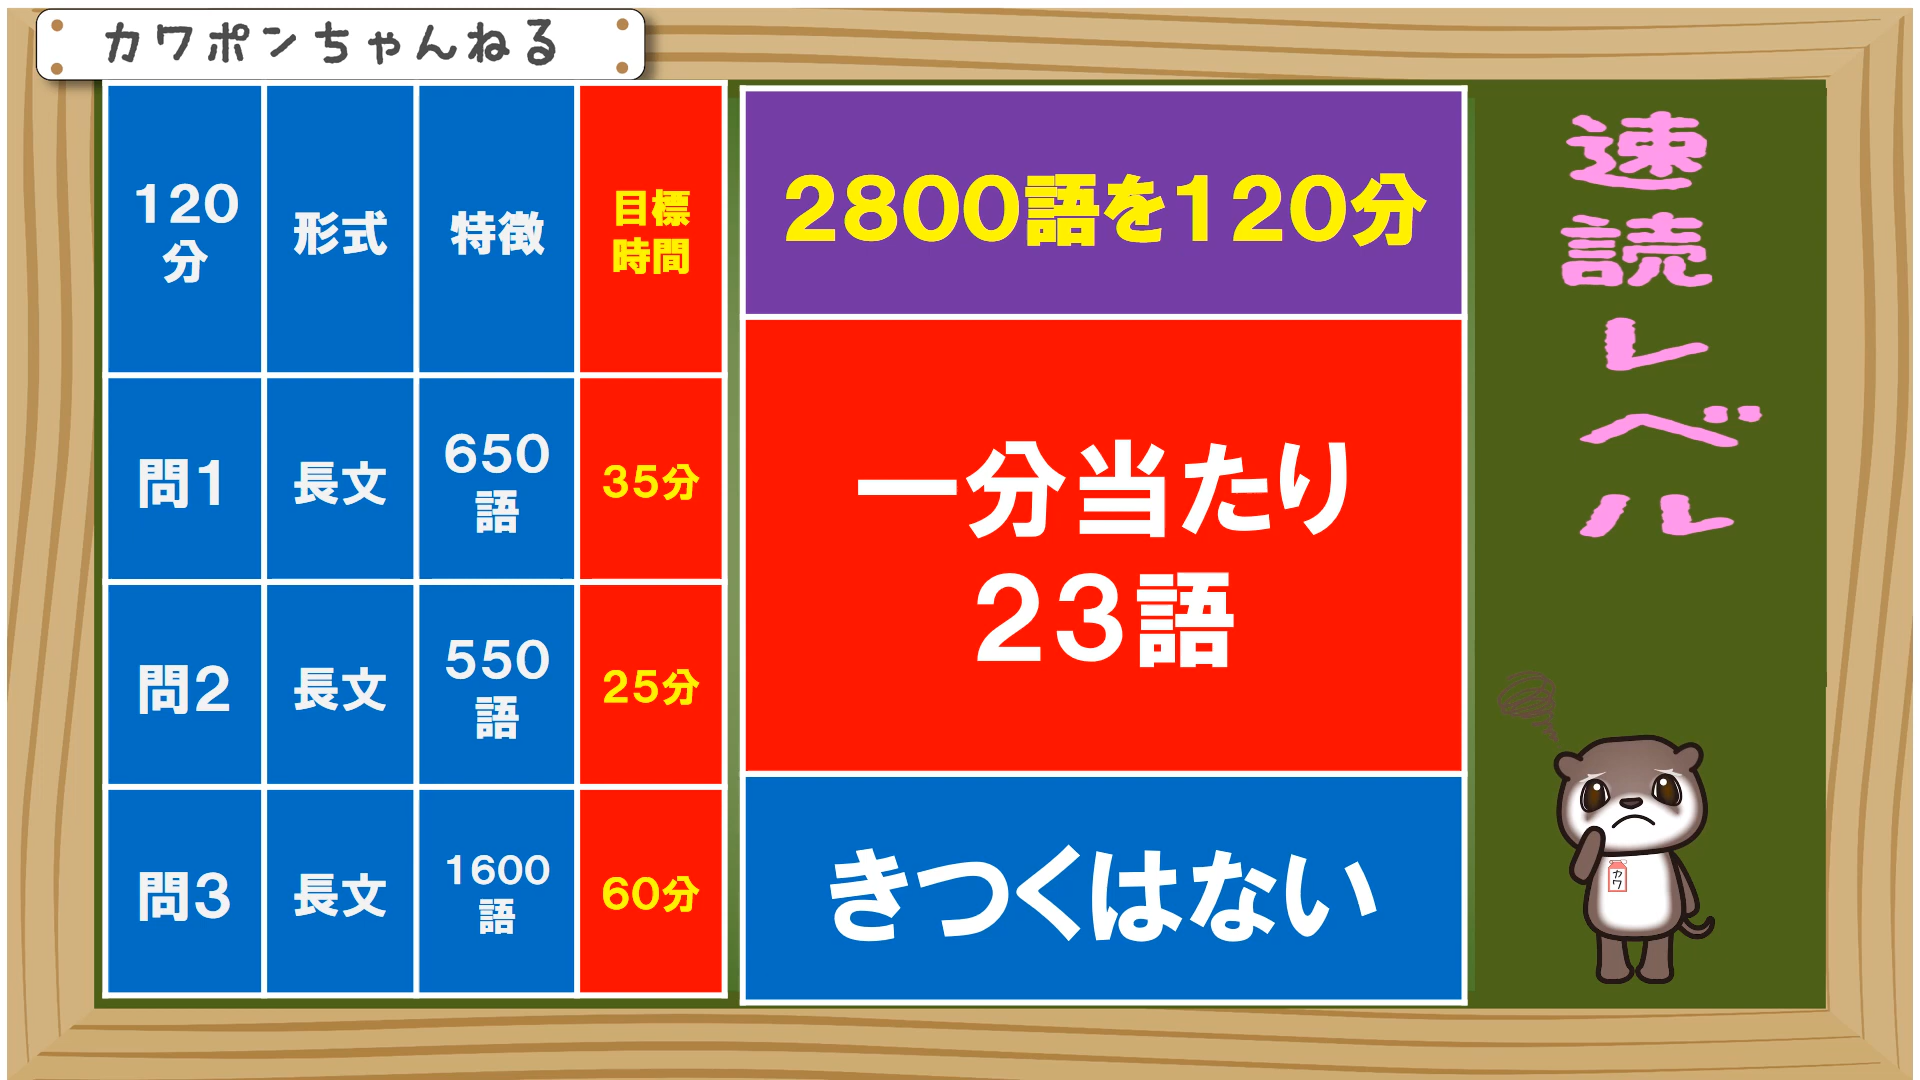 カワポンちゃんねる
120
分
形式
特徴
目標
時間
問1
長文
650
語
35分
問2
長文
550
語
25分
問3
長文
1600
語
60分
2800語を120分
一分当たり
23語
きつくはない
速読レベル
カワ